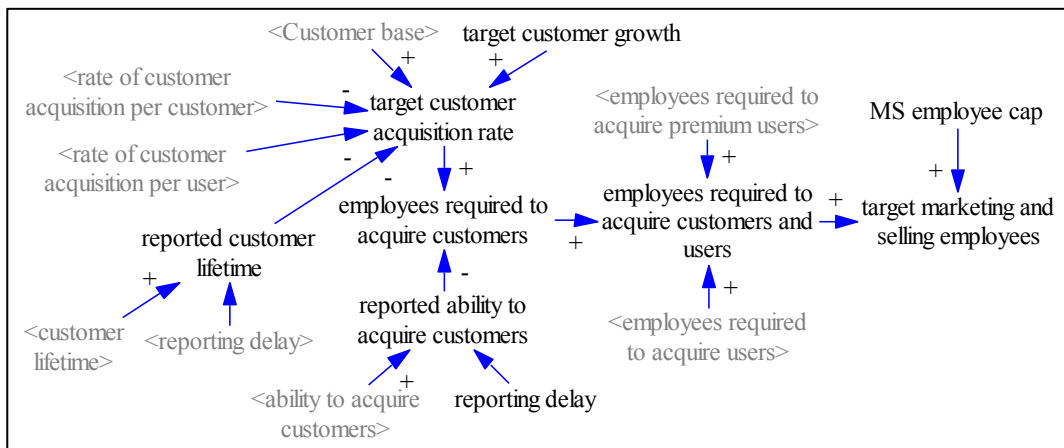 <Customer base>
target customer growth
+
+
<rate of customer
acquisition per customer>
-
target customer
acquisition rate
<rate of customer
acquisition per user>
-
-
+
reported customer
lifetime
+
<customer
lifetime>
<reporting delay>
employees required to
acquire customers
+
-
reported ability to
acquire customers
+
<ability to acquire
customers>
reporting delay
<employees required to
acquire premium users>
+
employees required to
acquire customers and
users
+
+
<employees required
to acquire users>
MS employee cap
+
target marketing and
selling employees